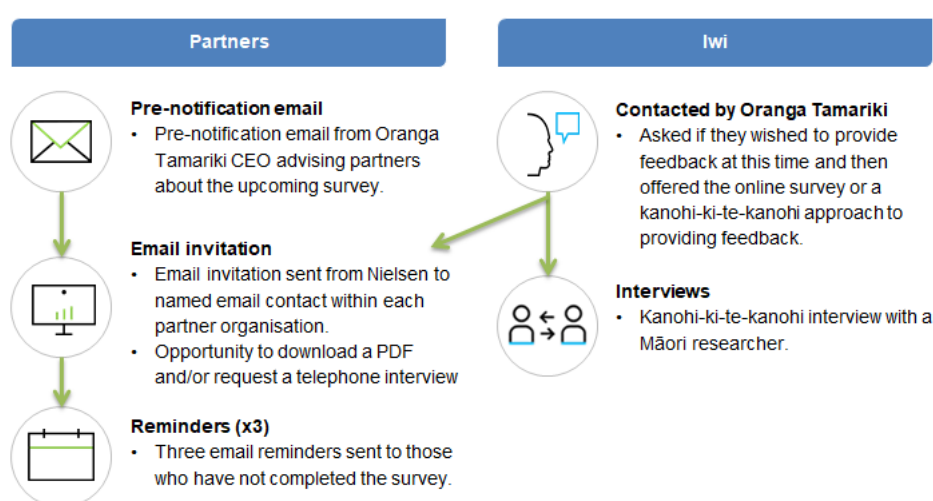 Partners
Pre-notification email
• Pre-notification email from Oranga
Tamariki CEO advising partners
about the upcoming survey.
Email invitation
• Email invitation sent from Nielsen to
named email contact within each
partner organisation.
• Opportunity to download a PDF
and/or request a telephone interview
Reminders (x3)
• Three email reminders sent to those
who have not completed the survey.
Iwi
Contacted by Oranga Tamariki
• Asked if they wished to provide
feedback at this time and then
offered the online survey or a
kanohi-ki-te-kanohi approach to
providing feedback.
Interviews
• Kanohi-ki-te-kanohi interview with a
Māori researcher.